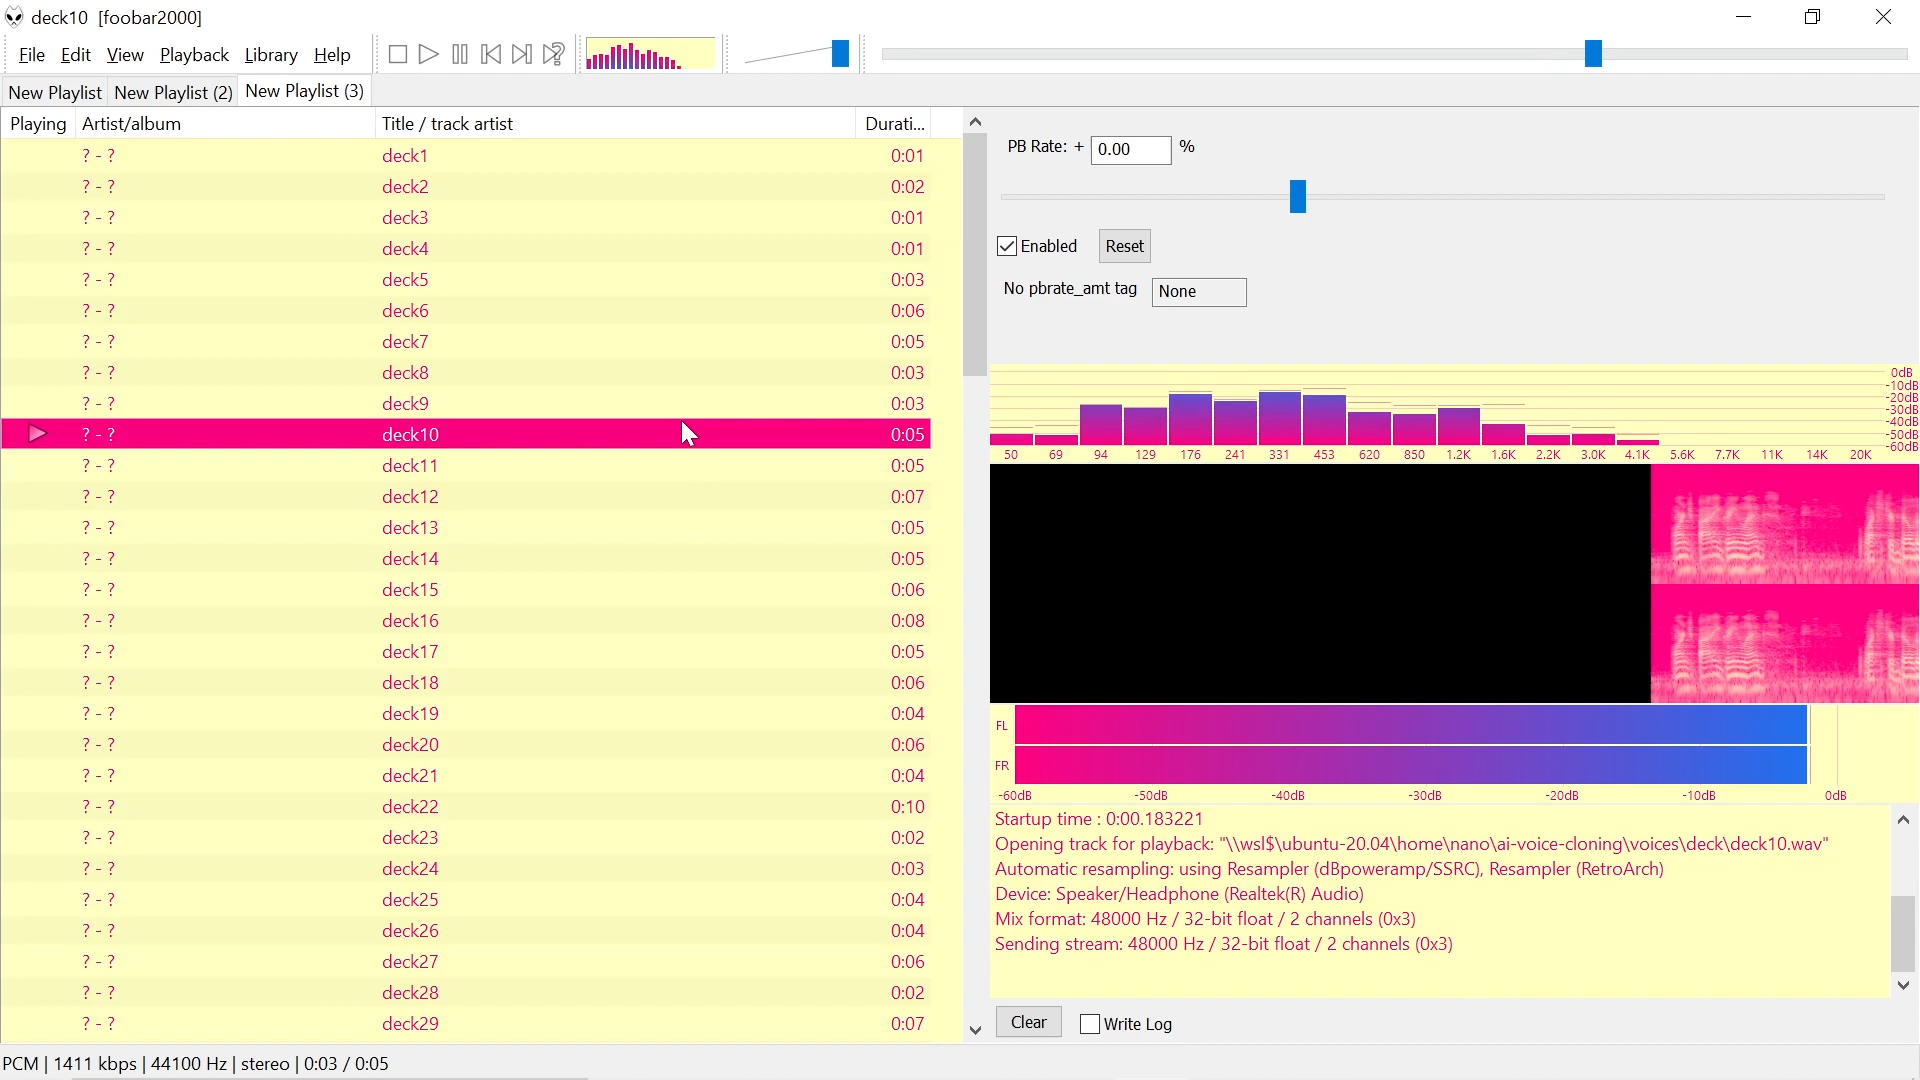 deck10 [foobar2000]
File Edit View Playback Library Help
New Playlist New Playlist (2) New Playlist (3)
Playing Artist/album Title / track artist Durati...
? - ? deck1 0:01
? - ? deck2 0:02
? - ? deck3 0:01
? - ? deck4 0:01
? - ? deck5 0:03
? - ? deck6 0:06
? - ? deck7 0:05
? - ? deck8 0:03
? - ? deck9 0:03
? - ? deck10 0:05
? - ? deck11 0:05
? - ? deck12 0:07
? - ? deck13 0:05
? - ? deck14 0:05
? - ? deck15 0:06
? - ? deck16 0:08
? - ? deck17 0:05
? - ? deck18 0:06
? - ? deck19 0:04
? - ? deck20 0:06
? - ? deck21 0:04
? - ? deck22 0:10
? - ? deck23 0:02
? - ? deck24 0:03
? - ? deck25 0:04
? - ? deck26 0:04
? - ? deck27 0:06
? - ? deck28 0:02
? - ? deck29 0:07
PB Rate: + 0.00 %
Enabled Reset
No pbrate_amt tag None
0dB
-10dB
-20dB
-30dB
-40dB
-50dB
-60dB
50 69 94 129 176 241 331 453 620 850 1.2K 1.6K 2.2K 3.0K 4.1K 5.6K 7.7K 11K 14K 20K
FL
FR
-60dB -50dB -40dB -30dB -20dB -10dB 0dB
Startup time : 0:00.183221
Opening track for playback: "\\wsl$\ubuntu-20.04\home\nano\ai-voice-cloning\voices\deck\deck10.wav"
Automatic resampling: using Resampler (dBpoweramp/SSRC), Resampler (RetroArch)
Device: Speaker/Headphone (Realtek(R) Audio)
Mix format: 48000 Hz / 32-bit float / 2 channels (0x3)
Sending stream: 48000 Hz / 32-bit float / 2 channels (0x3)
Clear Write Log
PCM | 1411 kbps | 44100 Hz | stereo | 0:03 / 0:05